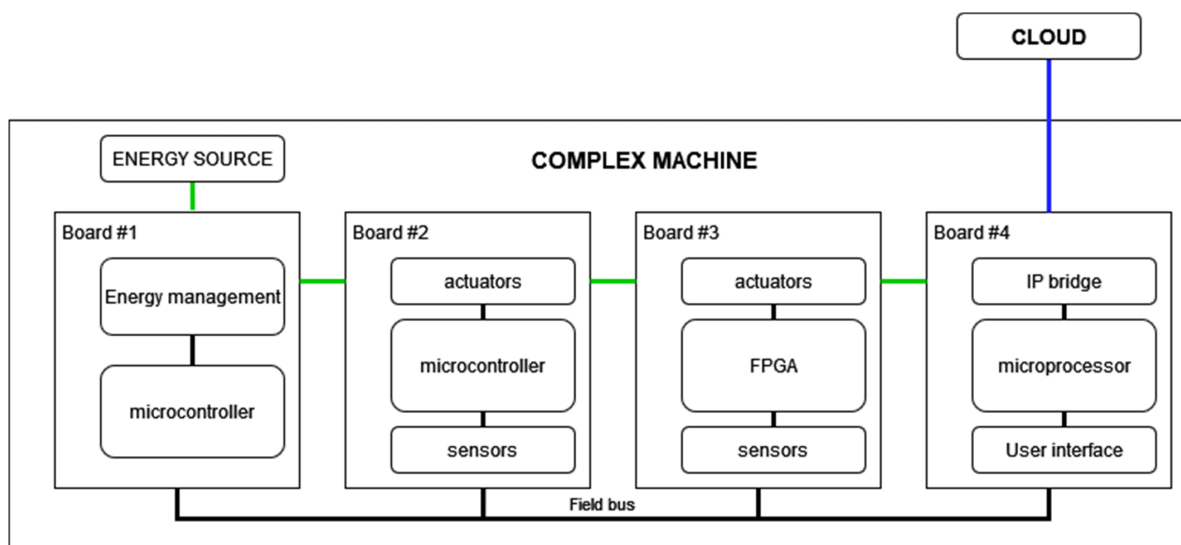 CLOUD
COMPLEX MACHINE
ENERGY SOURCE
Board #1
Energy management
microcontroller
Board #2
actuators
microcontroller
sensors
Board #3
actuators
FPGA
sensors
Board #4
IP bridge
microprocessor
User interface
Field bus